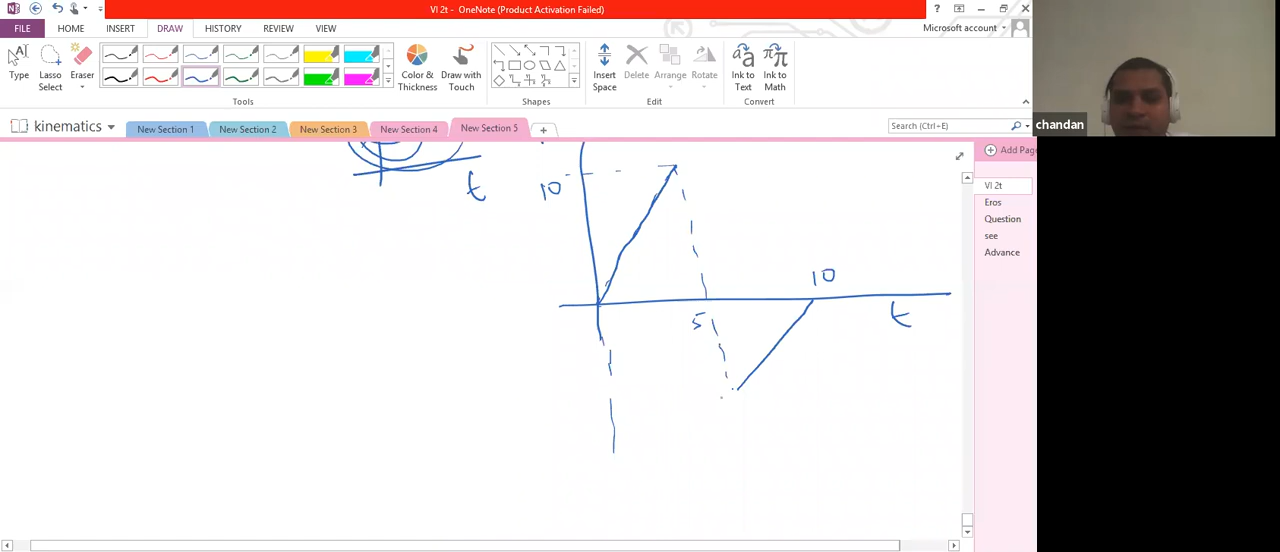 VI 2t - OneNote (Product Activation Failed)
FILE HOME INSERT DRAW HISTORY REVIEW VIEW
Microsoft account
Type
Lasso Select
Eraser
Color & Thickness
Draw with Touch
Insert Space
Delete
Arrange
Rotate
Ink to Text
Ink to Math
Tools
Shapes
Edit
Convert
kinematics
New Section 1
New Section 2
New Section 3
New Section 4
New Section 5
Search (Ctrl+E)
chandan
Add Pag
VI 2t
Eros
Question
see
Advance
t
10
10
5
t